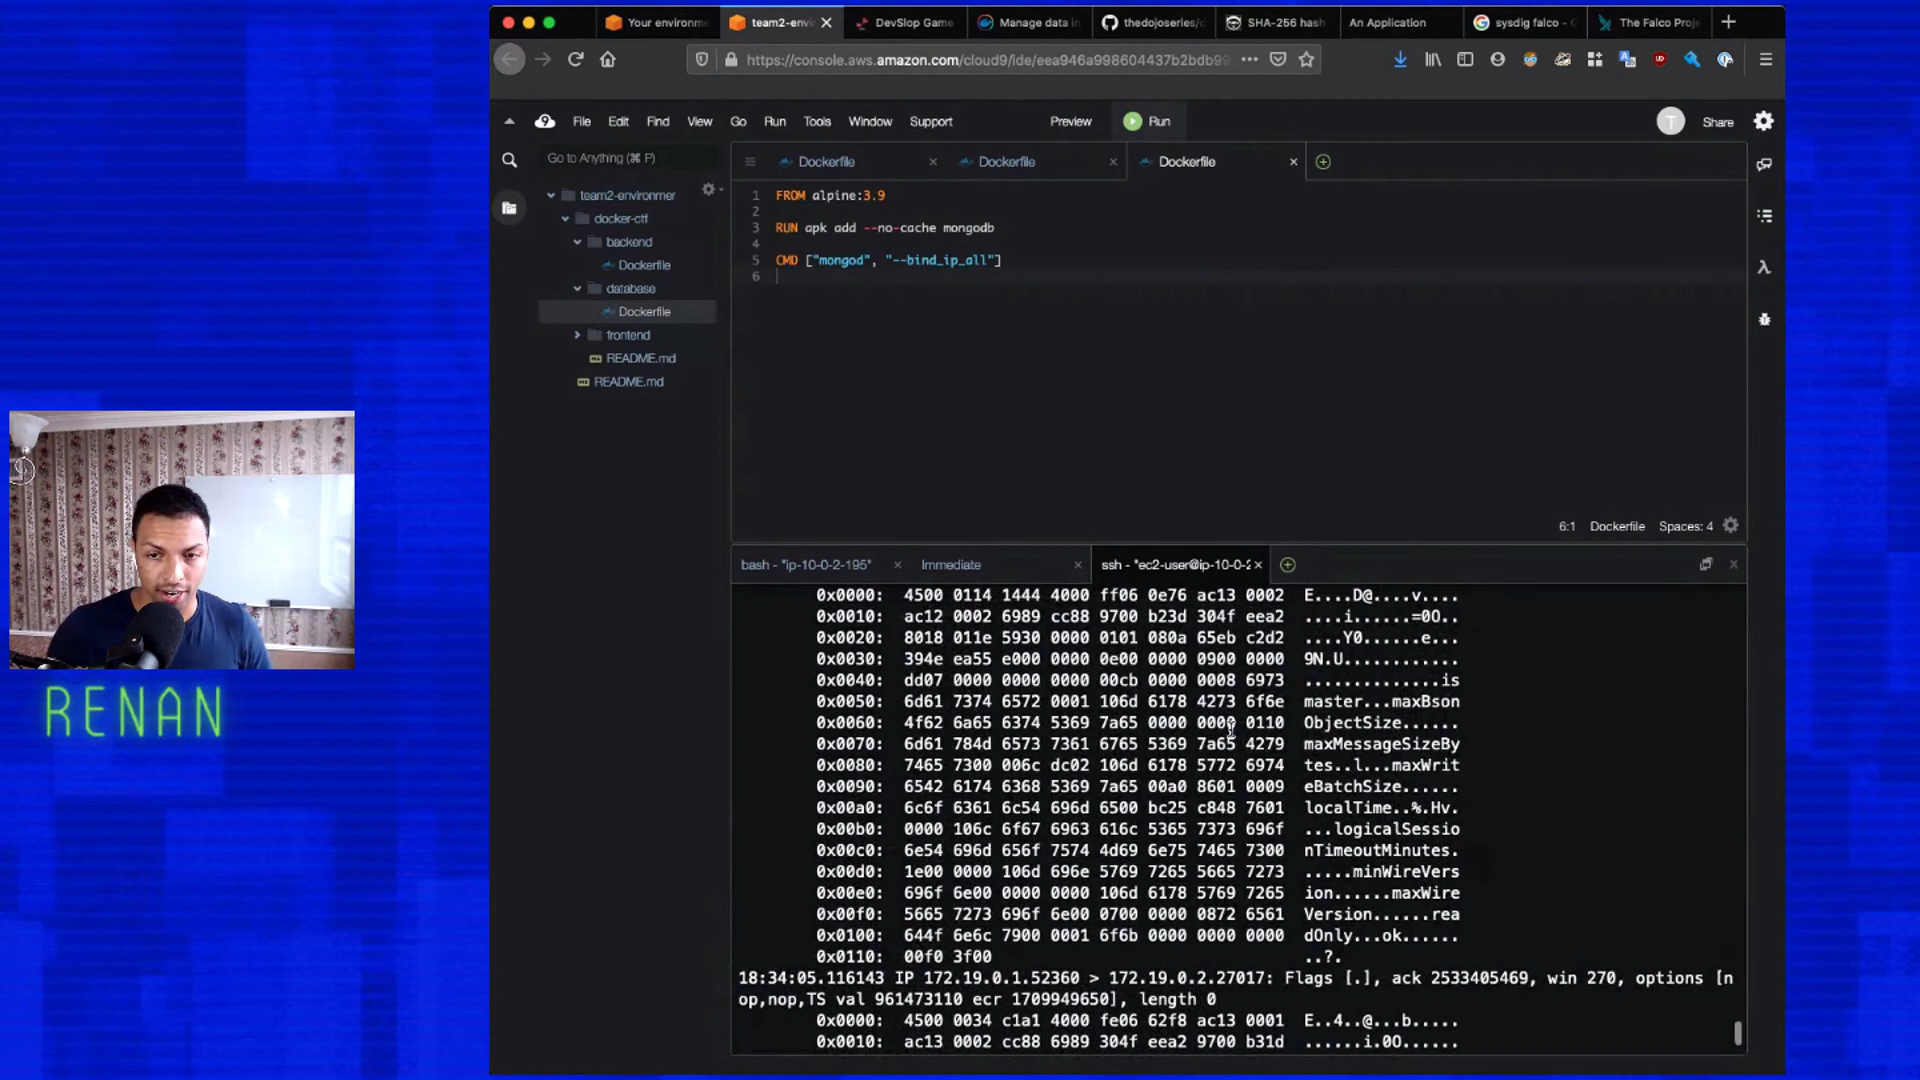 Your environme
team2-envi
DevSlop Game
Manage data in
thedojoseries/d
SHA-256 hash
An Application
sysdig falco - G
The Falco Proje
https://console.aws.amazon.com/cloud9/ide/eea946a998604437b2bdb99
File Edit Find View Go Run Tools Window Support Preview Run T Share
Go to Anything (⌘ P)
Dockerfile Dockerfile Dockerfile
team2-environmer
docker-ctf
backend
Dockerfile
database
Dockerfile
frontend
README.md
README.md
1 FROM alpine:3.9
2
3 RUN apk add --no-cache mongodb
4
5 CMD ["mongod", "--bind_ip_all"]
6
6:1 Dockerfile Spaces: 4
bash - "ip-10-0-2-195" Immediate ssh - "ec2-user@ip-10-0-2
0x0000: 4500 0114 1444 4000 ff06 0e76 ac13 0002 E....D@....v....
0x0010: ac12 0002 6989 cc88 9700 b23d 304f eea2 ....i......=0O..
0x0020: 8018 011e 5930 0000 0101 080a 65eb c2d2 ....Y0......e...
0x0030: 394e ea55 e000 0000 0e00 0000 0900 0000 9N.U............
0x0040: dd07 0000 0000 0000 00cb 0000 0008 6973 ..............is
0x0050: 6d61 7374 6572 0001 106d 6178 4273 6f6e master...maxBson
0x0060: 4f62 6a65 6374 5369 7a65 0000 0000 0110 ObjectSize......
0x0070: 6d61 784d 6573 7361 6765 5369 7a65 4279 maxMessageSizeBy
0x0080: 7465 7300 006c dc02 106d 6178 5772 6974 tes..l...maxWrit
0x0090: 6542 6174 6368 5369 7a65 00a0 8601 0009 eBatchSize......
0x00a0: 6c6f 6361 6c54 696d 6500 bc25 c848 7601 localTime..%.Hv.
0x00b0: 0000 106c 6f67 6963 616c 5365 7373 696f ...logicalSessio
0x00c0: 6e54 696d 656f 7574 4d69 6e75 7465 7300 nTimeoutMinutes.
0x00d0: 1e00 0000 106d 696e 5769 7265 5665 7273 .....minWireVers
0x00e0: 696f 6e00 0000 0000 106d 6178 5769 7265 ion......maxWire
0x00f0: 5665 7273 696f 6e00 0700 0000 0872 6561 Version......rea
0x0100: 644f 6e6c 7900 0001 6f6b 0000 0000 0000 dOnly...ok......
0x0110: 00f0 3f00 ..?.
18:34:05.116143 IP 172.19.0.1.52360 > 172.19.0.2.27017: Flags [.], ack 2533405469, win 270, options [n
op,nop,TS val 961473110 ecr 1709949650], length 0
0x0000: 4500 0034 c1a1 4000 fe06 62f8 ac13 0001 E..4..@...b.....
0x0010: ac13 0002 cc88 6989 304f eea2 9700 b31d ......i.0O......
RENAN